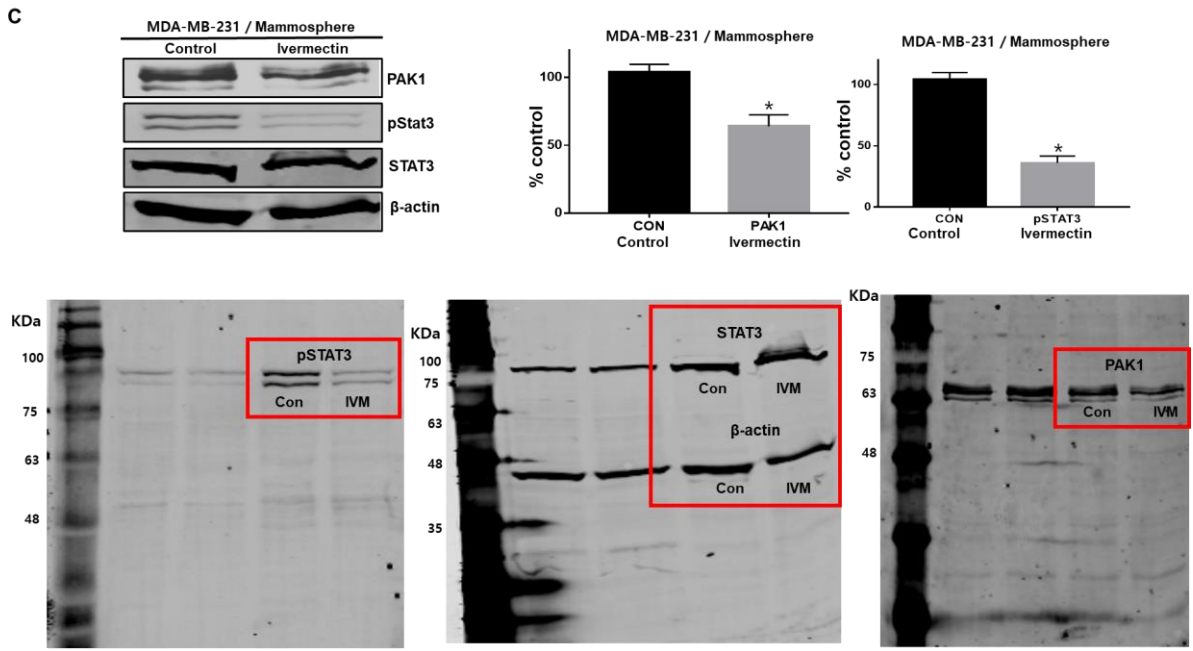 C
MDA-MB-231 / Mammosphere
Control Ivermectin
PAK1
pStat3
STAT3
β-actin
MDA-MB-231 / Mammosphere
% control
100
50
0
*
CON PAK1
Control Ivermectin
MDA-MB-231 / Mammosphere
% control
100
50
0
*
CON pSTAT3
Control Ivermectin
KDa
100
75
63
48
pSTAT3
Con IVM
KDa
100
75
63
48
35
STAT3
Con IVM
β-actin
Con IVM
KDa
75
63
48
PAK1
Con IVM